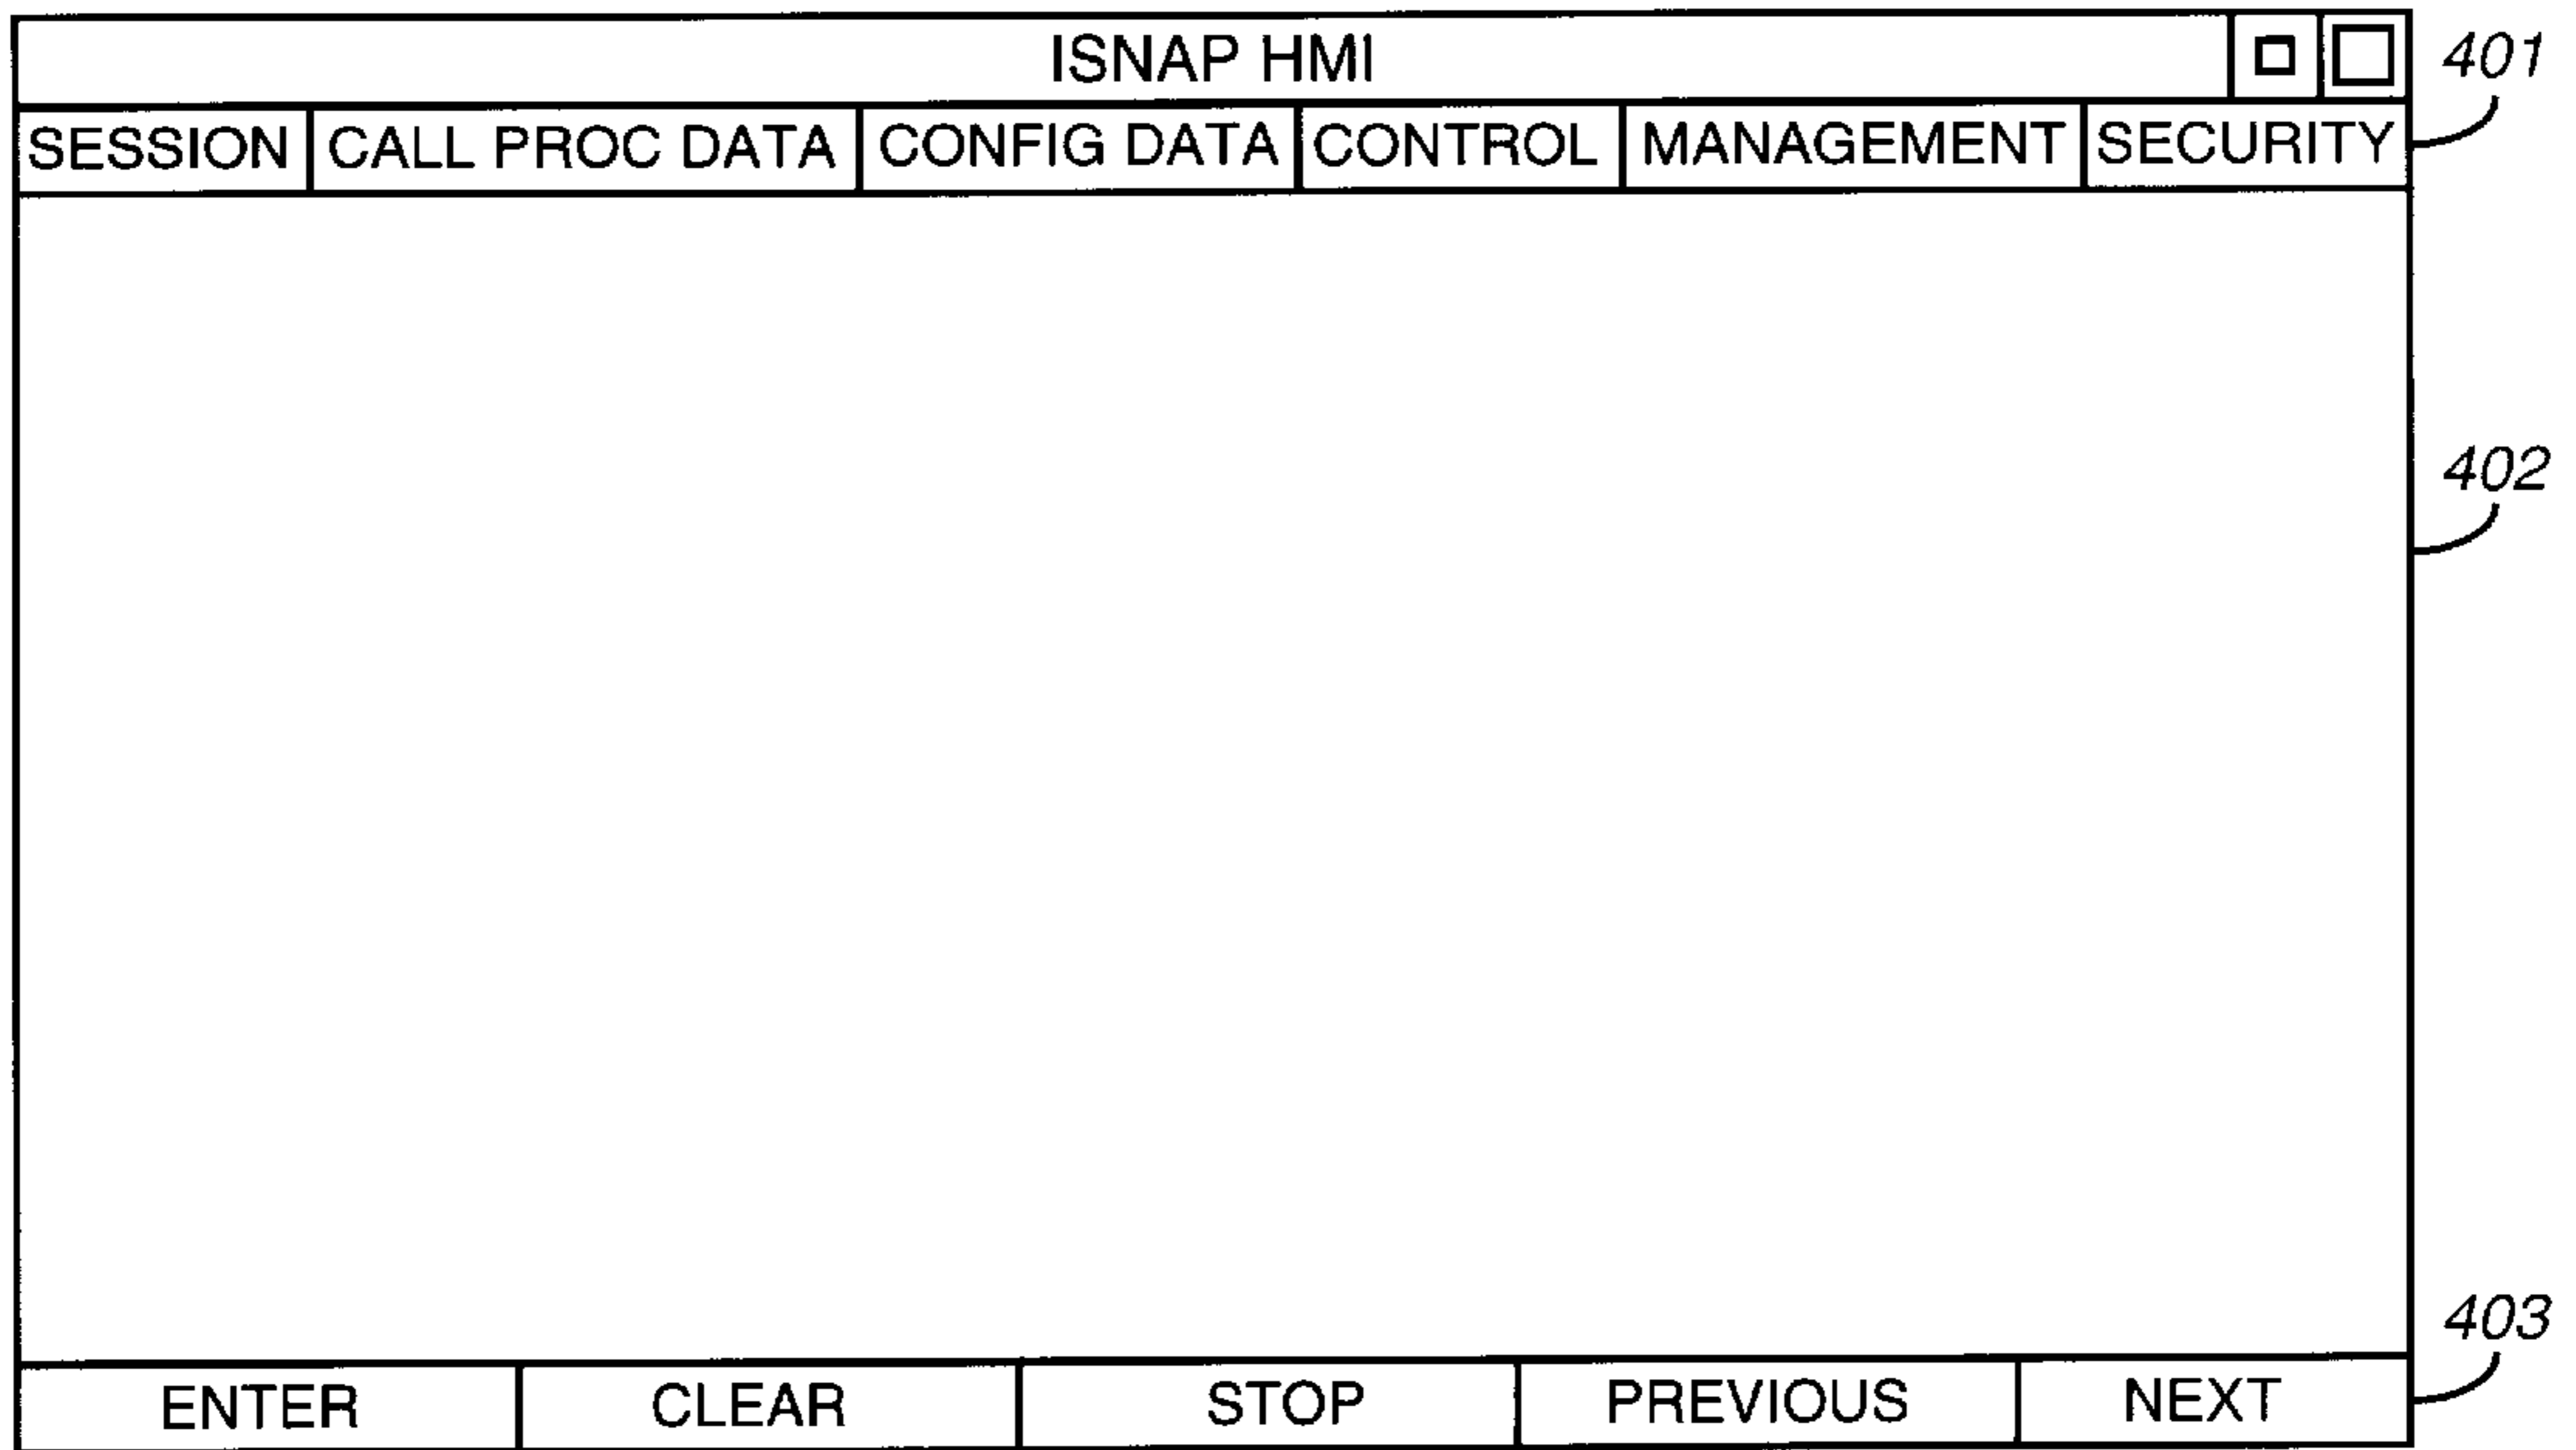 ISNAP HMI
401
SESSION CALL PROC DATA CONFIG DATA CONTROL MANAGEMENT SECURITY
402
403
ENTER CLEAR STOP PREVIOUS NEXT